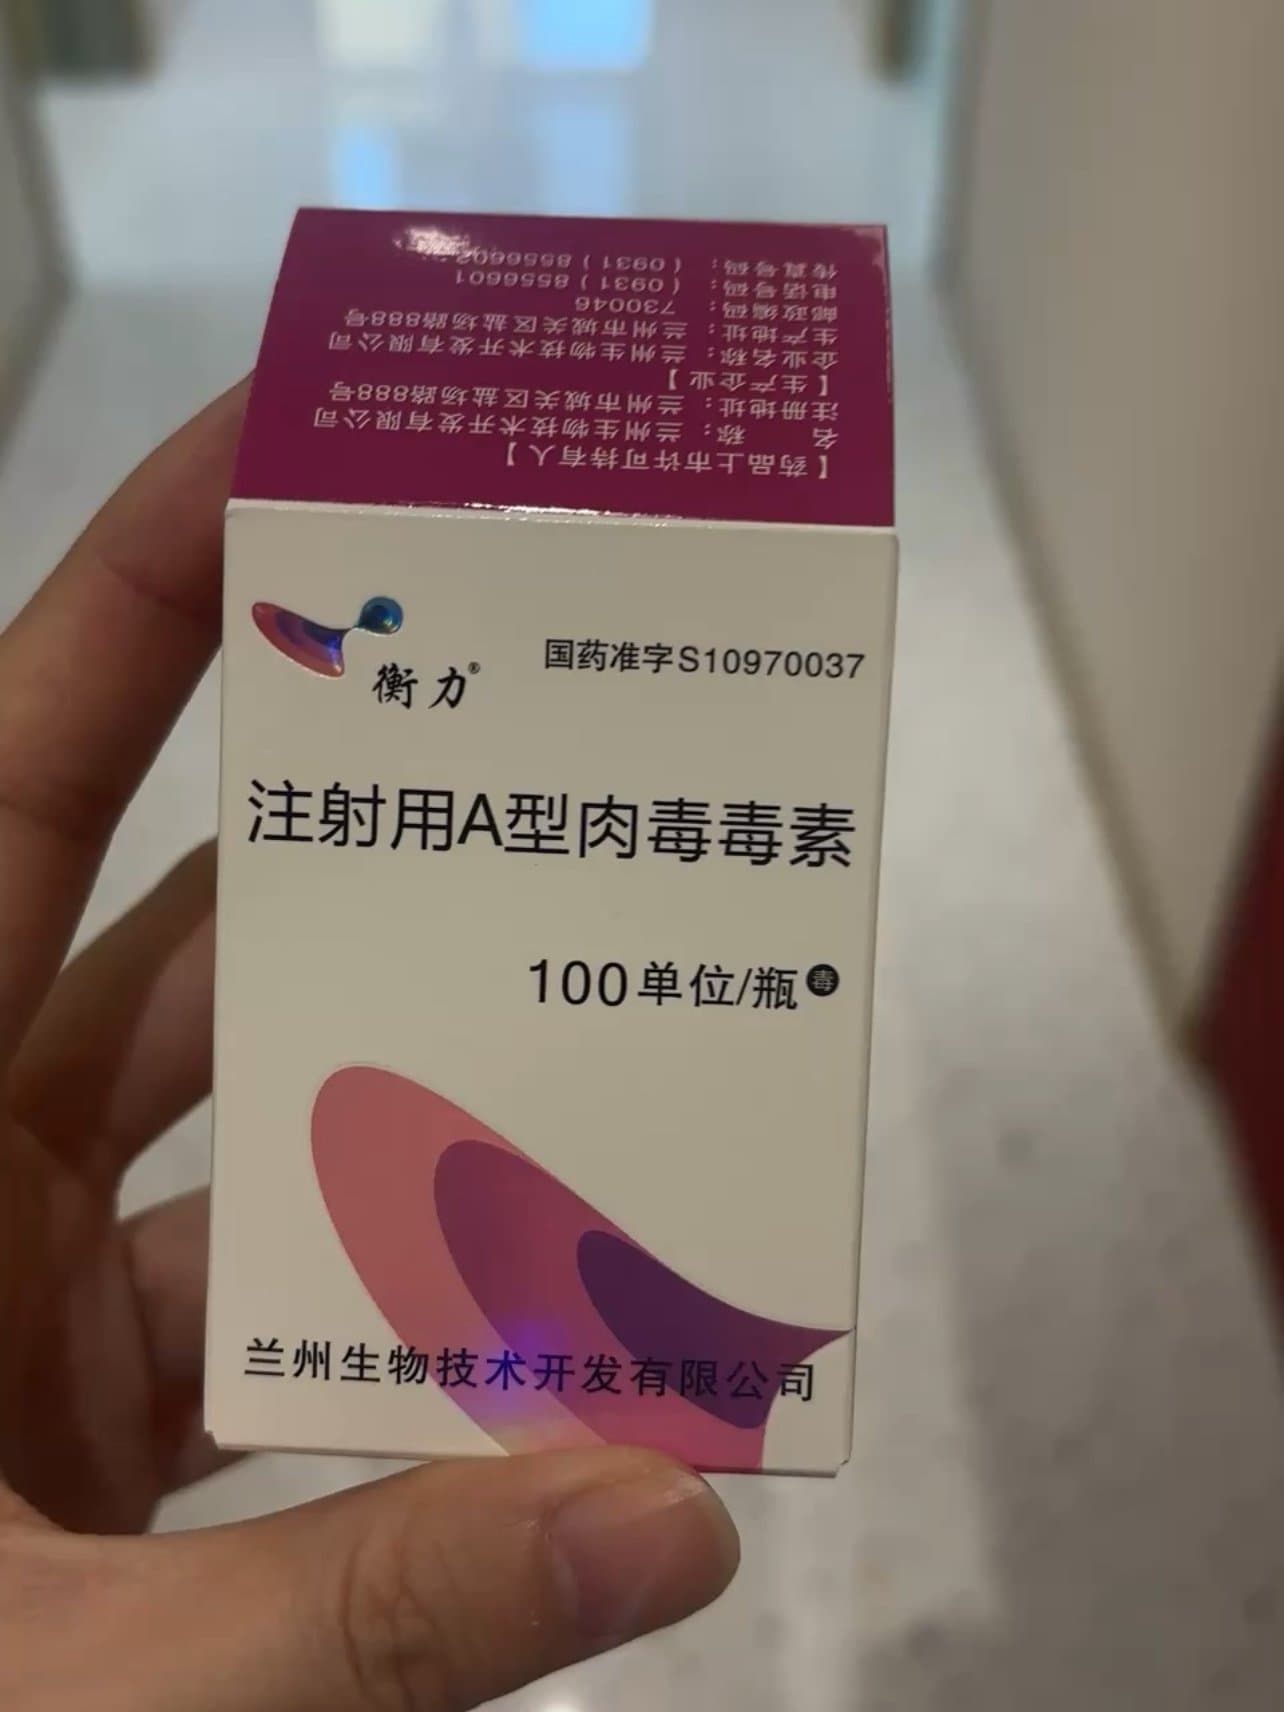 传真号码：（0931）8556602
电话号码：（0931）8556601
邮政编码：730046
生产地址：兰州市城关区盐场路888号
企业名称：兰州生物技术开发有限公司
【生产企业】
注册地址：兰州市城关区盐场路888号
名称：兰州生物技术开发有限公司
【药品上市许可持有人】
衡力®
国药准字S10970037
注射用A型肉毒毒素
100单位/瓶 毒
兰州生物技术开发有限公司